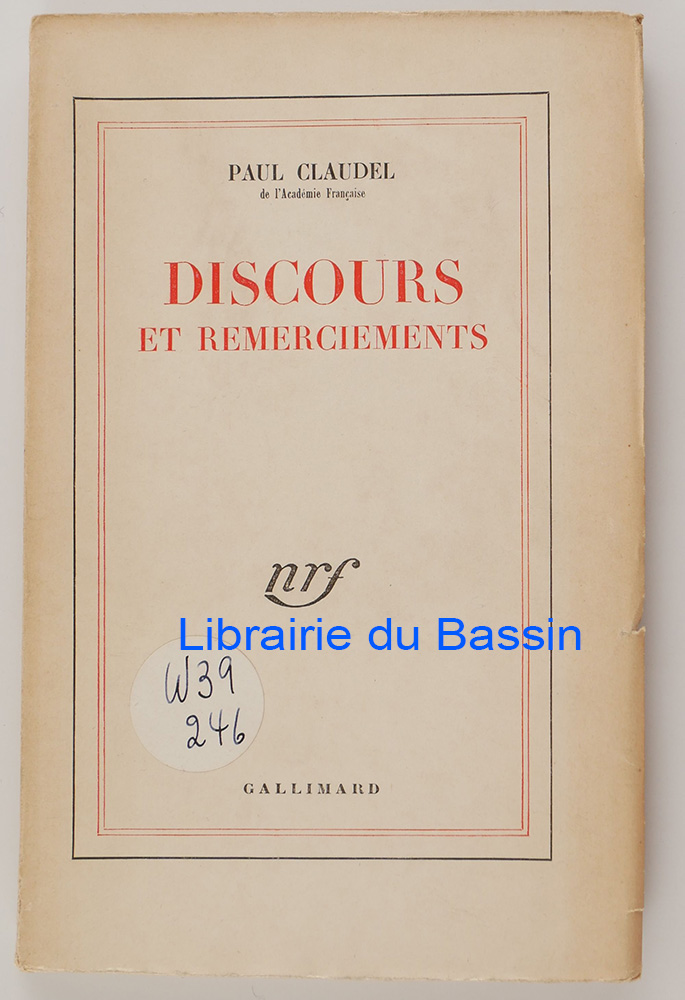 PAUL CLAUDEL
de l'Académie Française
DISCOURS
ET REMERCIEMENTS
nrf
Librairie du Bassin
W39
246
GALLIMARD